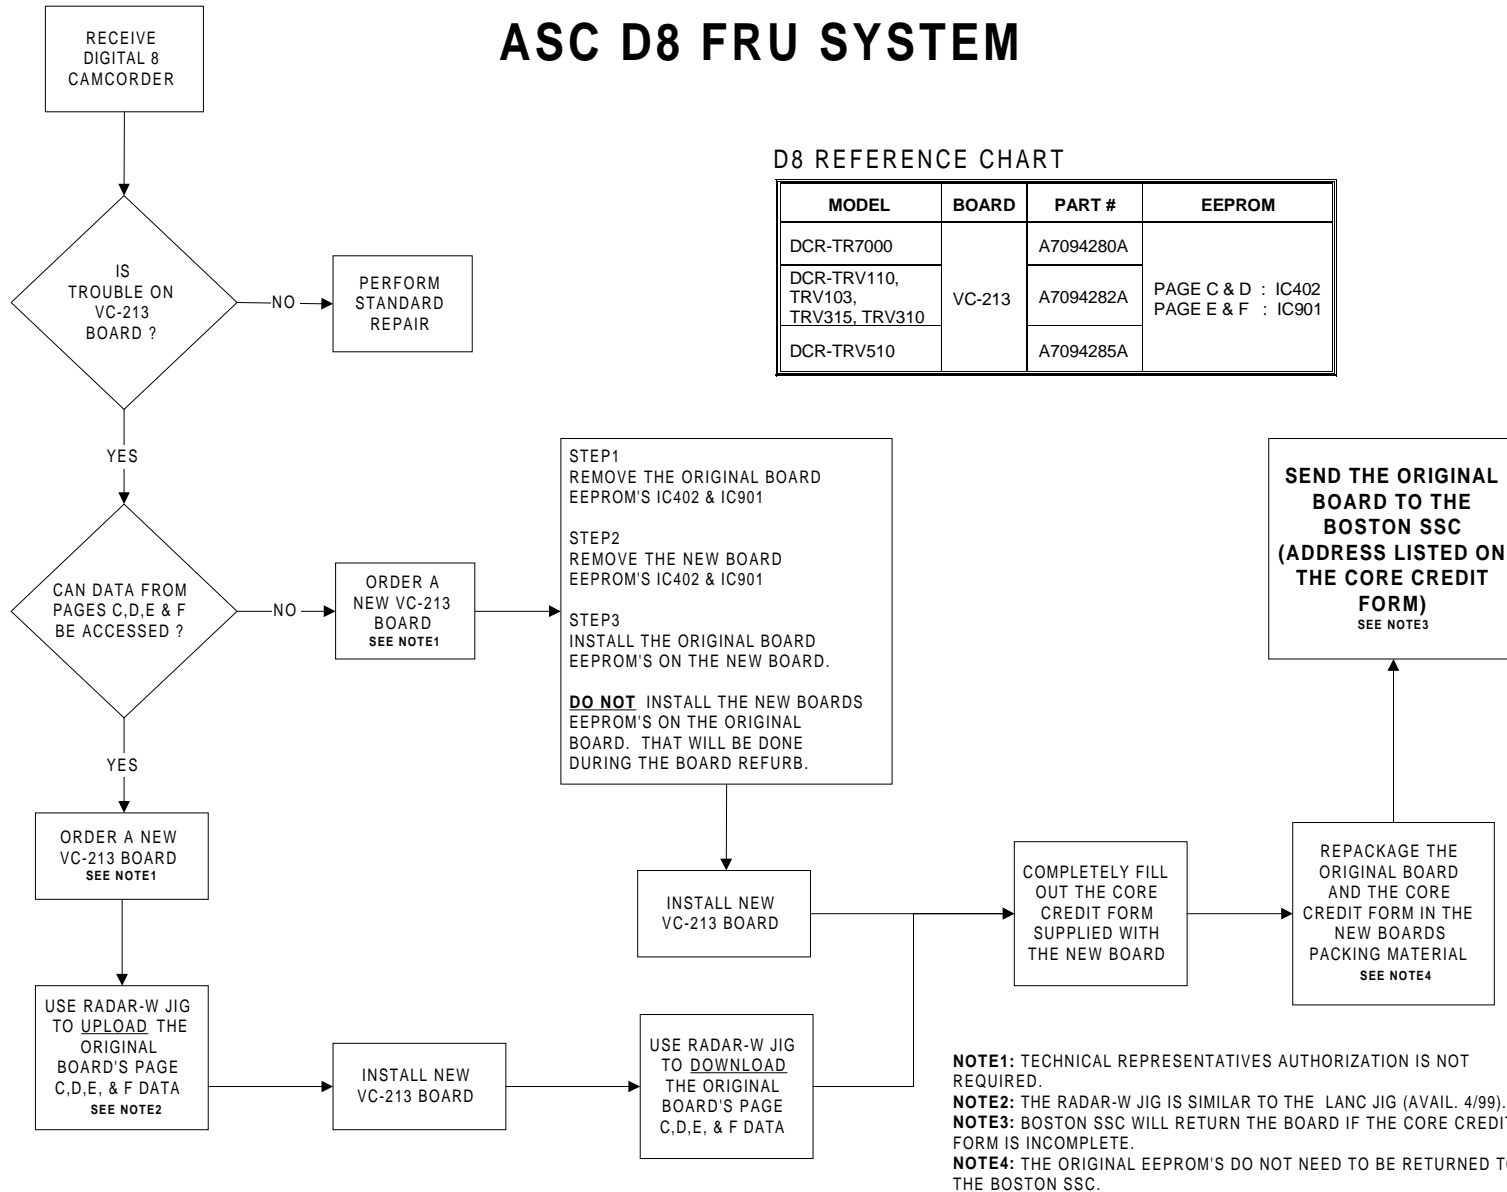 ASC D8 FRU SYSTEM
RECEIVE
DIGITAL 8
CAMCORDER
D8 REFERENCE CHART
MODEL BOARD PART # EEPROM
DCR-TR7000 A7094280A
DCR-TRV110,
TRV103,
TRV315, TRV310
VC-213
A7094282A
PAGE C & D : IC402
PAGE E & F : IC901
DCR-TRV510 A7094285A
IS
TROUBLE ON
VC-213
BOARD ?
NO
PERFORM
STANDARD
REPAIR
YES
CAN DATA FROM
PAGES C,D,E & F
BE ACCESSED ?
NO
ORDER A
NEW VC-213
BOARD
SEE NOTE1
STEP1
REMOVE THE ORIGINAL BOARD
EEPROM'S IC402 & IC901
STEP2
REMOVE THE NEW BOARD
EEPROM'S IC402 & IC901
STEP3
INSTALL THE ORIGINAL BOARD
EEPROM'S ON THE NEW BOARD.
DO NOT INSTALL THE NEW BOARDS
EEPROM'S ON THE ORIGINAL
BOARD. THAT WILL BE DONE
DURING THE BOARD REFURB.
SEND THE ORIGINAL
BOARD TO THE
BOSTON SSC
(ADDRESS LISTED ON
THE CORE CREDIT
FORM)
SEE NOTE3
YES
ORDER A NEW
VC-213 BOARD
SEE NOTE1
INSTALL NEW
VC-213 BOARD
COMPLETELY FILL
OUT THE CORE
CREDIT FORM
SUPPLIED WITH
THE NEW BOARD
REPACKAGE THE
ORIGINAL BOARD
AND THE CORE
CREDIT FORM IN THE
NEW BOARDS
PACKING MATERIAL
SEE NOTE4
USE RADAR-W JIG
TO UPLOAD THE
ORIGINAL
BOARD'S PAGE
C,D,E, & F DATA
SEE NOTE2
INSTALL NEW
VC-213 BOARD
USE RADAR-W JIG
TO DOWNLOAD
THE ORIGINAL
BOARD'S PAGE
C,D,E, & F DATA
NOTE1: TECHNICAL REPRESENTATIVES AUTHORIZATION IS NOT
REQUIRED.
NOTE2: THE RADAR-W JIG IS SIMILAR TO THE LANC JIG (AVAIL. 4/99).
NOTE3: BOSTON SSC WILL RETURN THE BOARD IF THE CORE CREDIT
FORM IS INCOMPLETE.
NOTE4: THE ORIGINAL EEPROM'S DO NOT NEED TO BE RETURNED TO
THE BOSTON SSC.